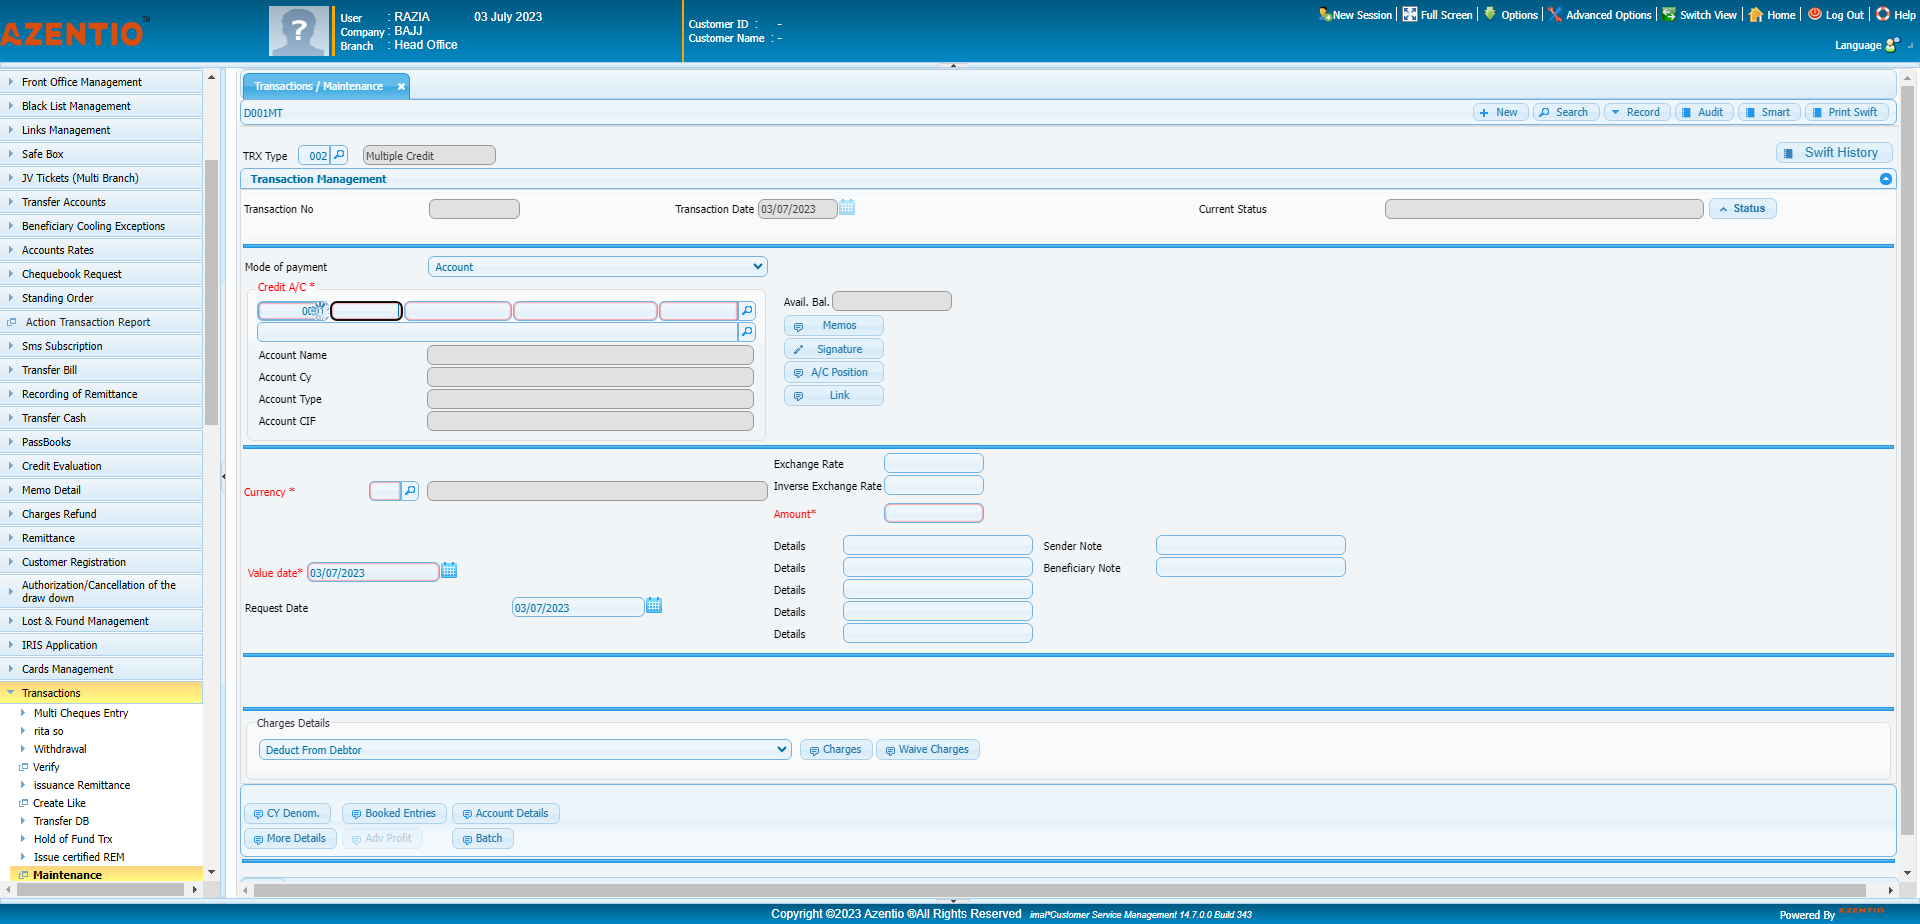 AZENTIO™
User : RAZIA 03 July 2023
Company : BAJJ
Branch : Head Office
Customer ID : -
Customer Name : -
New Session Full Screen Options Advanced Options Switch View Home Log Out Help
Language
Front Office Management
Black List Management
Links Management
Safe Box
JV Tickets (Multi Branch)
Transfer Accounts
Beneficiary Cooling Exceptions
Accounts Rates
Chequebook Request
Standing Order
Action Transaction Report
Sms Subscription
Transfer Bill
Recording of Remittance
Transfer Cash
PassBooks
Credit Evaluation
Memo Detail
Charges Refund
Remittance
Customer Registration
Authorization/Cancellation of the
draw down
Lost & Found Management
IRIS Application
Cards Management
Transactions
Multi Cheques Entry
rita so
Withdrawal
Verify
issuance Remittance
Create Like
Transfer DB
Hold of Fund Trx
Issue certified REM
Maintenance
Transactions / Maintenance
D001MT
New Search Record Audit Smart Print Swift
TRX Type 002 Multiple Credit Swift History
Transaction Management
Transaction No Transaction Date 03/07/2023 Current Status Status
Mode of payment Account
Credit A/C *
Avail. Bal.
Memos
Signature
A/C Position
Link
Account Name
Account Cy
Account Type
Account CIF
Exchange Rate
Inverse Exchange Rate
Currency *
Amount*
Details Sender Note
Details Beneficiary Note
Details
Details
Details
Value date* 03/07/2023
Request Date 03/07/2023
Charges Details
Deduct From Debtor Charges Waive Charges
CY Denom. Booked Entries Account Details
More Details Adv Profit Batch
Copyright ©2023 Azentio ®All Rights Reserved imal*Customer Service Management 14.7.0.0 Build 343
Powered By AZENTIO